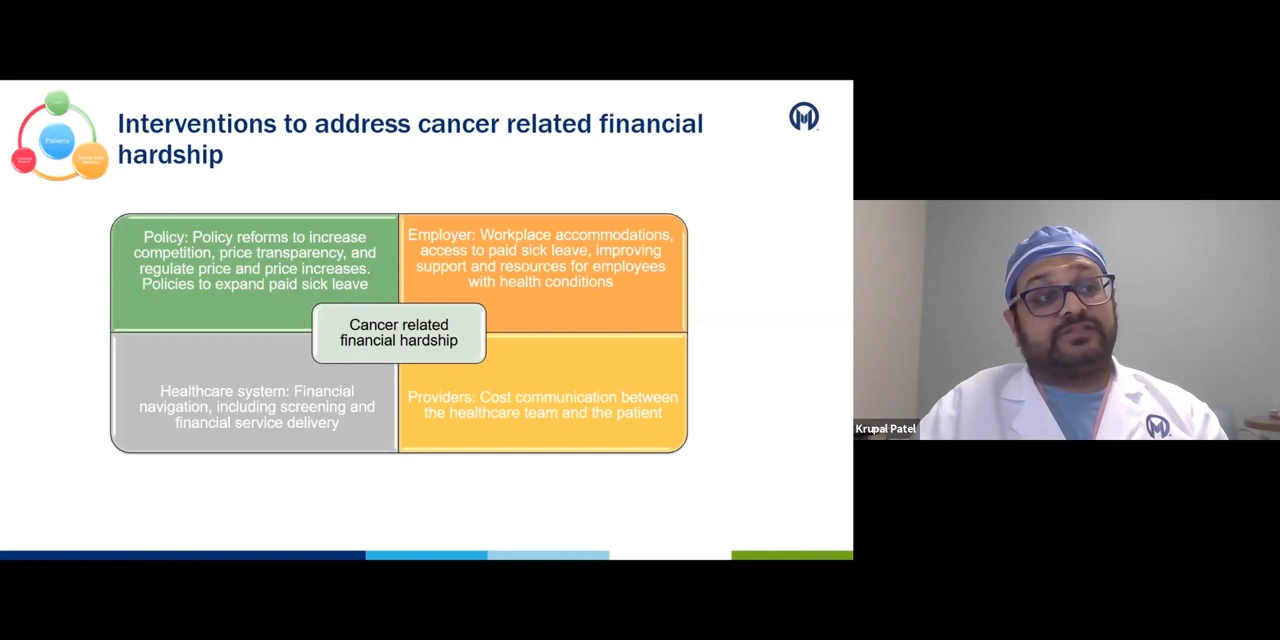 Interventions to address cancer related financial
hardship
Patients
Policy: Policy reforms to increase
competition, price transparency, and
regulate price and price increases.
Policies to expand paid sick leave
Employer: Workplace accommodations,
access to paid sick leave, improving
support and resources for employees
with health conditions
Cancer related
financial hardship
Healthcare system: Financial
navigation, including screening and
financial service delivery
Providers: Cost communication between
the healthcare team and the patient
Krupal Patel